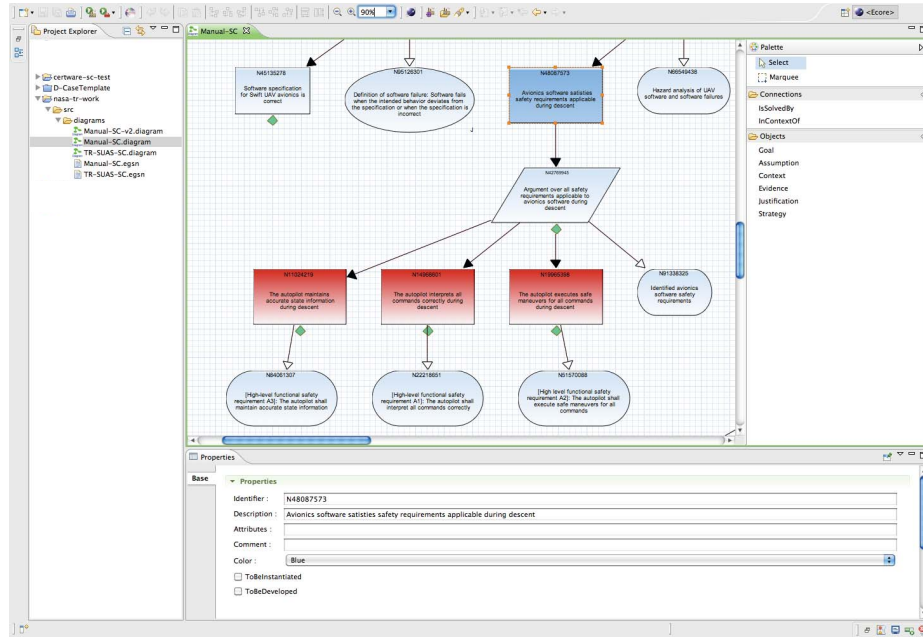 90%
<Ecore>
Project Explorer
Manual-SC
Palette
certware-sc-test
D-CaseTemplate
nasa-tr-work
src
diagrams
Manual-SC-v2.diagram
Manual-SC.diagram
TR-SUAS-SC.diagram
Manual-SC.egsn
TR-SUAS-SC.egsn
N45135278
Software specification
for Swift UAV avionics is
correct
N95126301
Definition of software failure: Software fails
when the intended behavior deviates from
the specification or when the specification is
incorrect
N48087573
Avionics software satisties
safety requirements applicable
during descent
N66549438
Hazard analysis of UAV
software and software failures
Argument over all safety
requirements applicable to
avionics software during
descent
N11024219
The autopilot maintains
accurate state information
during descent
The autopilot interprets all
commands correctly during
descent
The autopilot executes safe
maneuvers for all commands
during descent
N91338325
Identified avionics
software safety
requirements
N84061307
[High-level functional safety
requirement A3]: The autopilot shall
maintain accurate state information
N22218651
[High-level functional safety
requirement A1]: The autopilot shall
interpret all commands correctly
N51570088
[High level functional safety
requirement A2]: The autopilot shall
execute safe maneuvers for all
commands
Select
Marquee
Connections
IsSolvedBy
InContextOf
Objects
Goal
Assumption
Context
Evidence
Justification
Strategy
Properties
Base
Properties
Identifier :
N48087573
Description :
Avionics software satisties safety requirements applicable during descent
Attributes :
Comment :
Color :
Blue
ToBeInstantiated
ToBeDeveloped